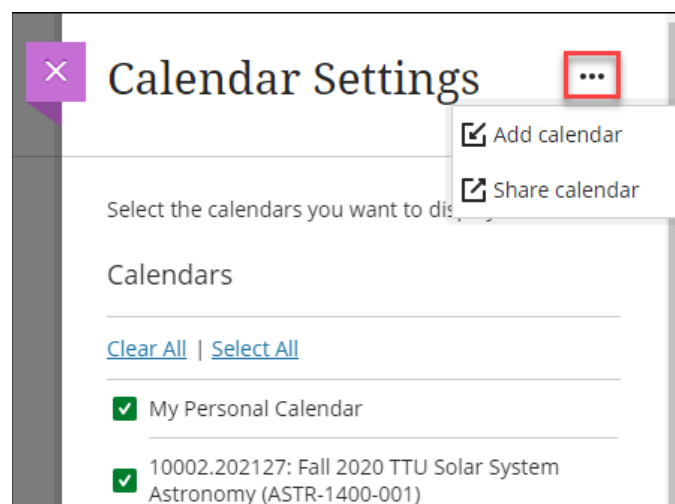 Calendar Settings
Add calendar
Share calendar
Select the calendars you want to
Calendars
Clear All | Select All
My Personal Calendar
10002.202127: Fall 2020 TTU Solar System
Astronomy (ASTR-1400-001)